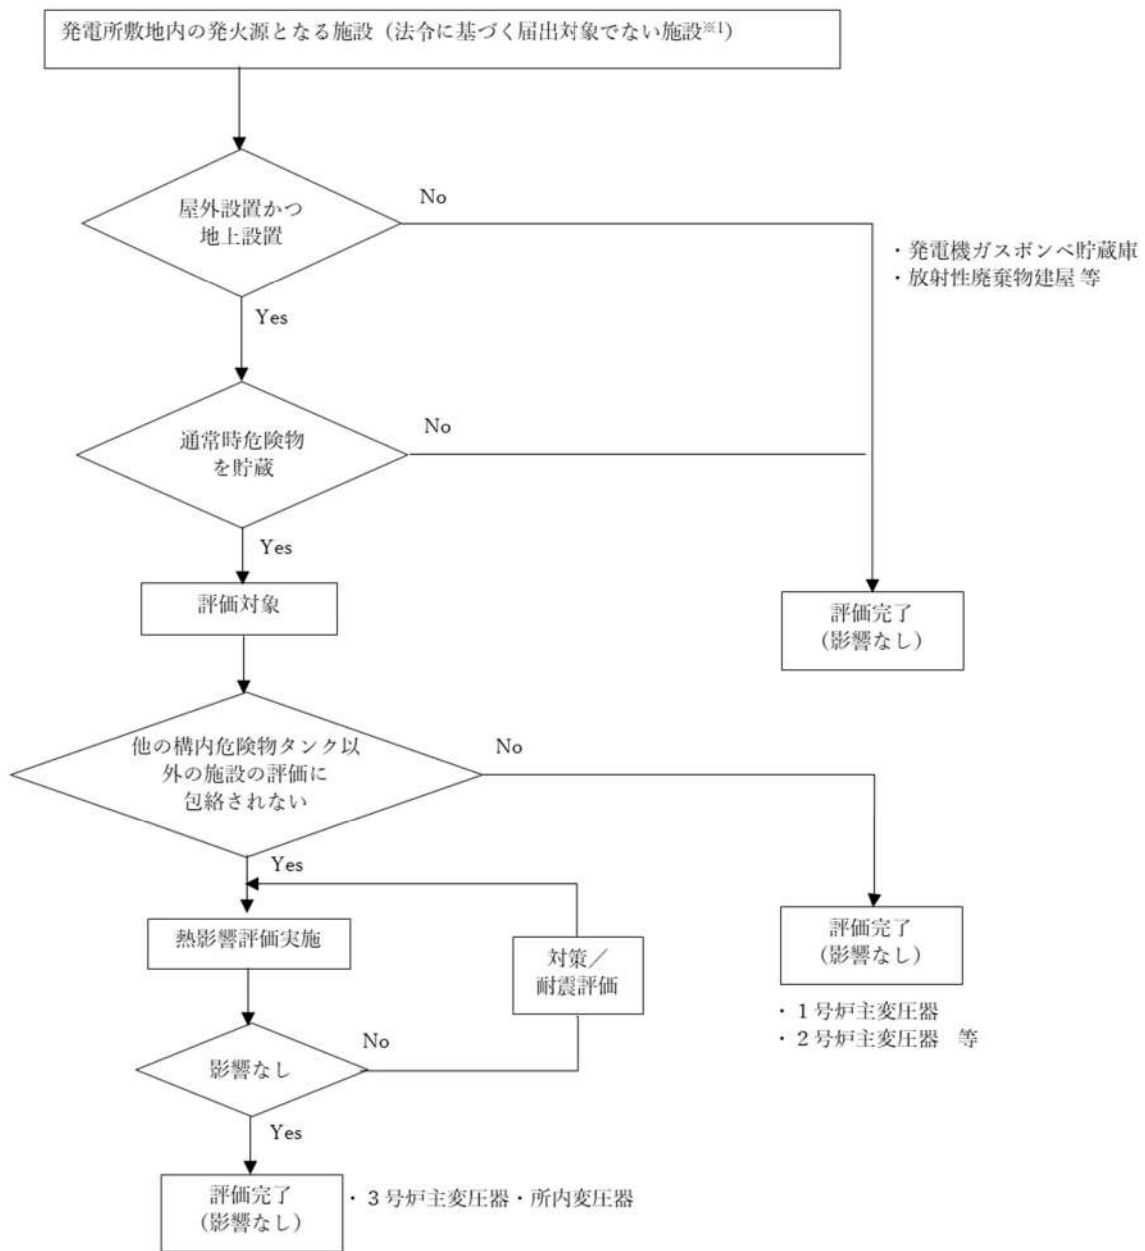 発電所敷地内の発火源となる施設（法令に基づく届出対象でない施設※1）
屋外設置かつ
地上設置
No
・発電機ガスボンベ貯蔵庫
・放射性廃棄物建屋 等
Yes
通常時危険物
を貯蔵
No
Yes
評価対象
評価完了
（影響なし）
他の構内危険物タンク以
外の施設の評価に
包絡されない
No
Yes
熱影響評価実施
対策／
耐震評価
評価完了
（影響なし）
・１号炉主変圧器
・２号炉主変圧器　等
影響なし
No
Yes
評価完了
（影響なし）
・３号炉主変圧器・所内変圧器